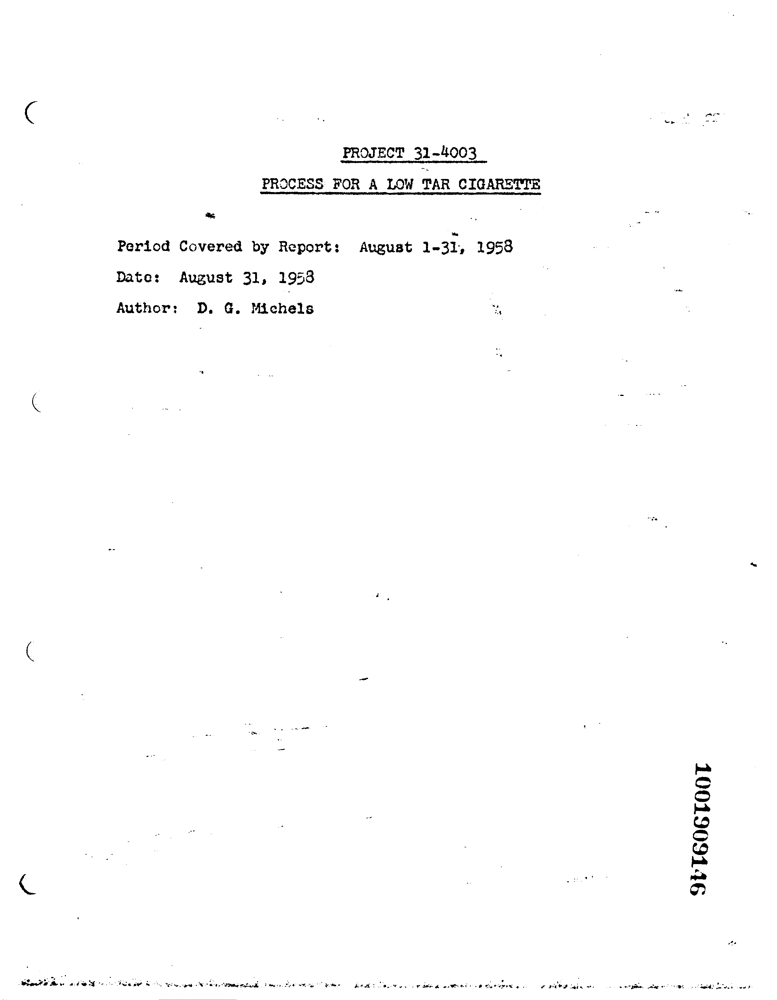 PROJECT 31-4003
PROCESS FOR A LOW TAR CIGARETTE
Period Covered by Report: August 1-31, 1958
Date: August 31, 1958
Author: D. G. Michels
1001909146